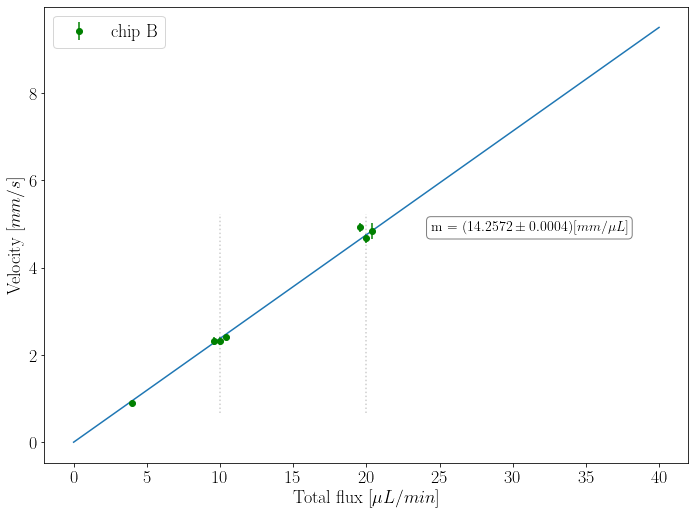 chip B
8
6
4
2
0
Velocity [mm/s]
m = (14.2572 ± 0.0004)[mm/μL]
0 5 10 15 20 25 30 35 40
Total flux [μL/min]